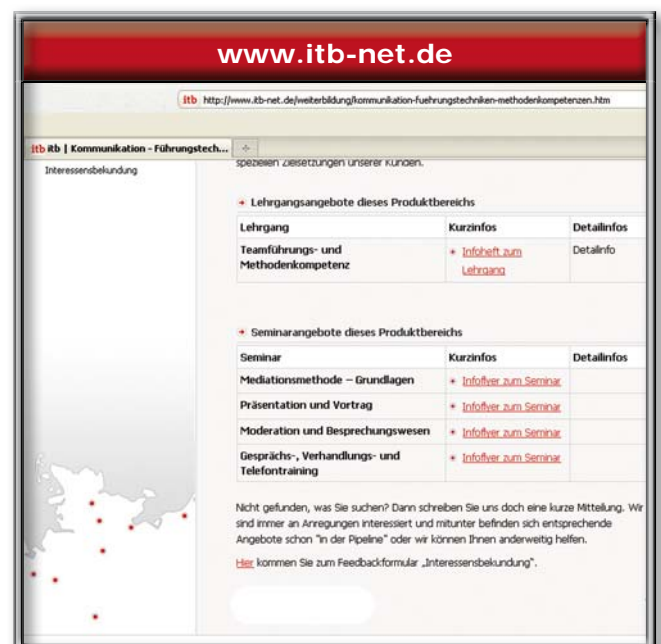 www.itb-net.de
itb http://www.itb-net.de/weiterbildung/kommunikation-fuehrungstechniken-methodenkompetenzen.htm
itb itb | Kommunikation - Führungstech...
Interessensbekundung
speziellen Zielsetzungen unserer Kunden.
Lehrgangsangebote dieses Produktbereichs
Lehrgang Kurzinfos Detailinfos
Teamführungs- und Methodenkompetenz Infoheft zum Lehrgang Detailinfo
Seminarangebote dieses Produktbereichs
Seminar Kurzinfos Detailinfos
Mediationsmethode – Grundlagen Infoflyer zum Seminar
Präsentation und Vortrag Infoflyer zum Seminar
Moderation und Besprechungswesen Infoflyer zum Seminar
Gesprächs-, Verhandlungs- und Telefontraining Infoflyer zum Seminar
Nicht gefunden, was Sie suchen? Dann schreiben Sie uns doch eine kurze Mitteilung. Wir
sind immer an Anregungen interessiert und mitunter befinden sich entsprechende
Angebote schon "in der Pipeline" oder wir können Ihnen anderweitig helfen.
Hier kommen Sie zum Feedbackformular „Interessensbekundung".